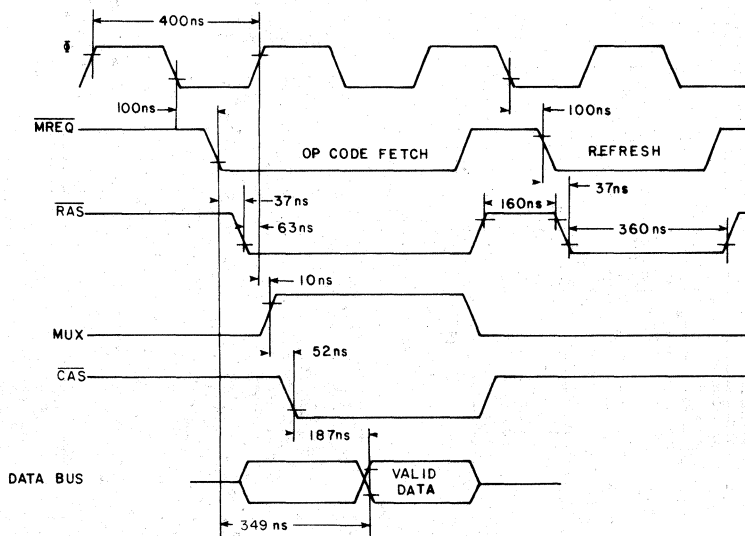 400ns
Φ
100ns
100ns
MREQ
OP CODE FETCH
REFRESH
37ns
37ns
160ns
RAS
63ns
360ns
10ns
MUX
52ns
CAS
187ns
DATA BUS
VALID
DATA
349 ns